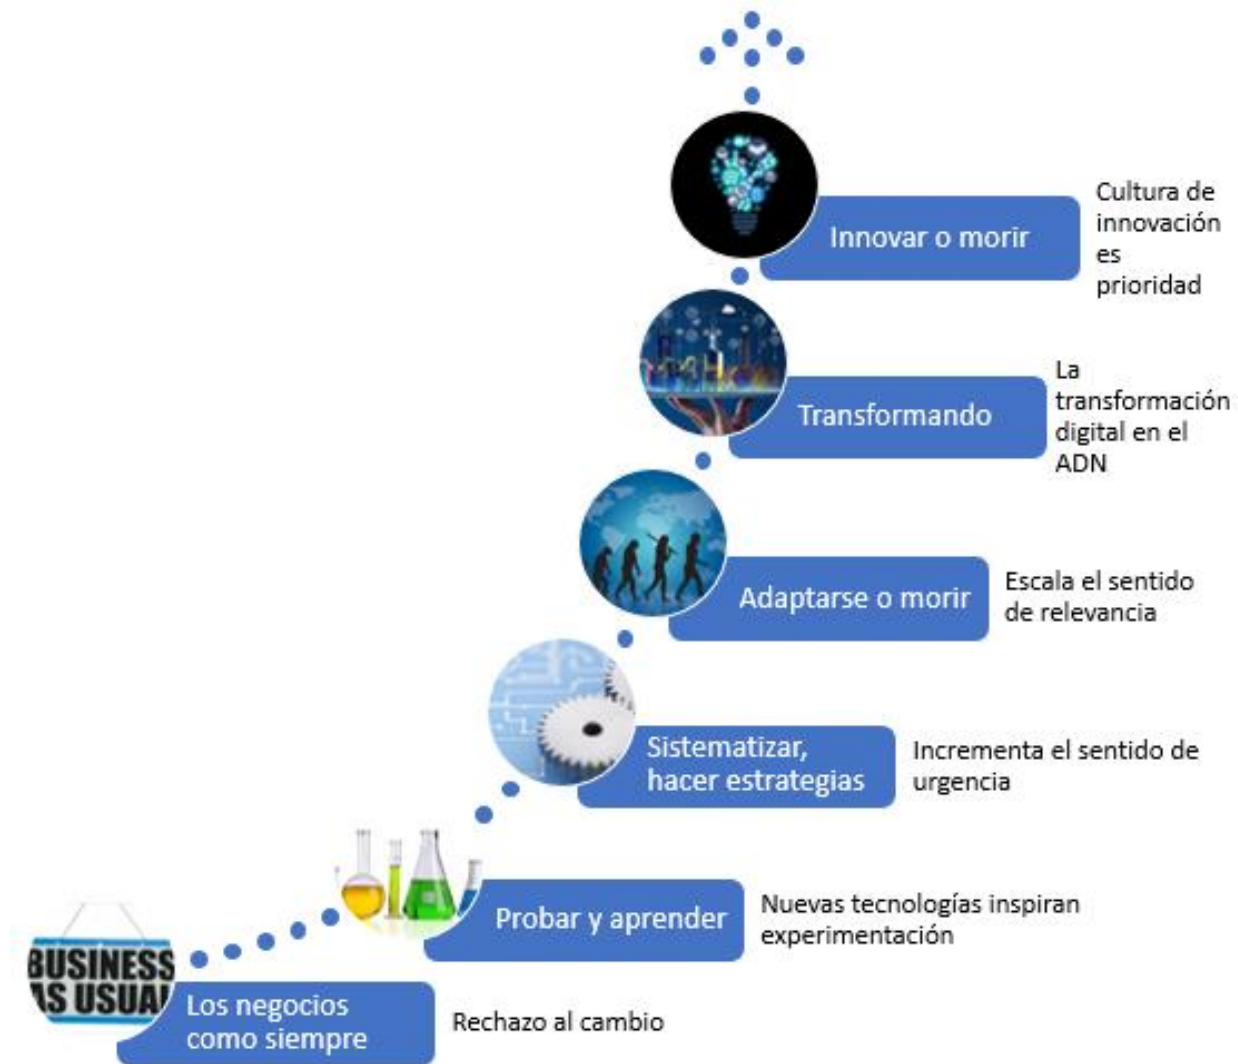 Innovar o morir
Cultura de
innovación
es
prioridad
Transformando
La
transformación
digital en el
ADN
Adaptarse o morir
Escala el sentido
de relevancia
Sistematizar,
hacer estrategias
Incrementa el sentido de
urgencia
Probar y aprender
Nuevas tecnologías inspiran
experimentación
BUSINESS
AS USUAL
Los negocios
como siempre
Rechazo al cambio